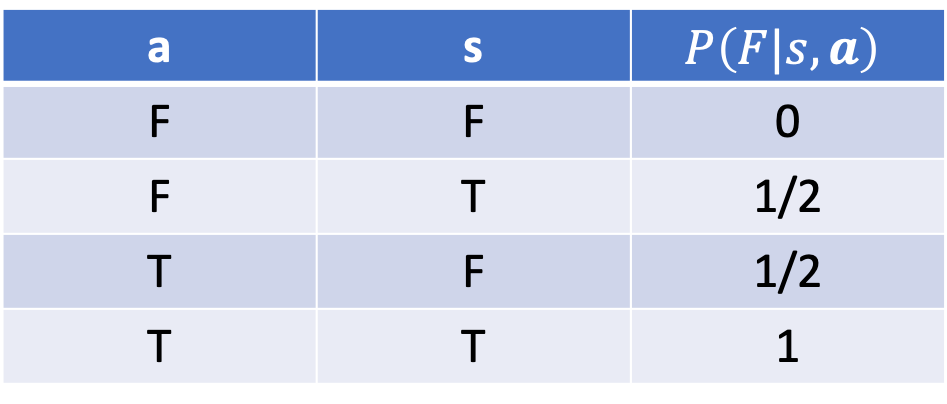 a s P(F|s, a)
F F 0
F T 1/2
T F 1/2
T T 1